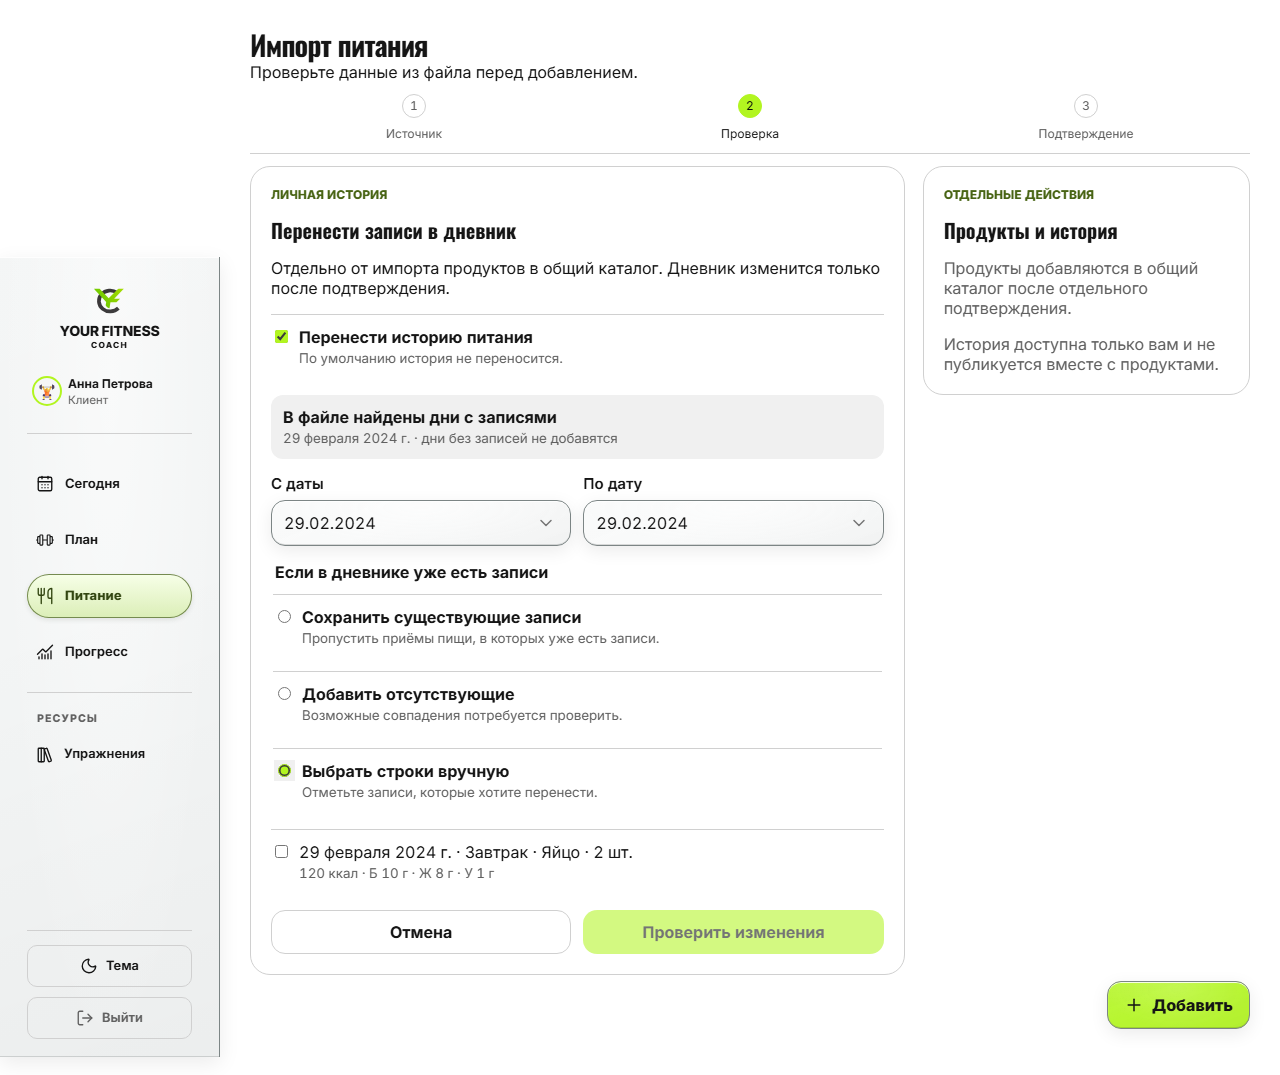 Импорт питания
Проверьте данные из файла перед добавлением.
1
Источник
2
Проверка
3
Подтверждение
YOUR FITNESS
COACH
Анна Петрова
Клиент
Сегодня
План
Питание
Прогресс
РЕСУРСЫ
Упражнения
Тема
Выйти
ЛИЧНАЯ ИСТОРИЯ
Перенести записи в дневник
Отдельно от импорта продуктов в общий каталог. Дневник изменится только
после подтверждения.
Перенести историю питания
По умолчанию история не переносится.
В файле найдены дни с записями
29 февраля 2024 г. · дни без записей не добавятся
С даты
По дату
29.02.2024
29.02.2024
Если в дневнике уже есть записи
Сохранить существующие записи
Пропустить приёмы пищи, в которых уже есть записи.
Добавить отсутствующие
Возможные совпадения потребуется проверить.
Выбрать строки вручную
Отметьте записи, которые хотите перенести.
29 февраля 2024 г. · Завтрак · Яйцо · 2 шт.
120 ккал · Б 10 г · Ж 8 г · У 1 г
Отмена
Проверить изменения
ОТДЕЛЬНЫЕ ДЕЙСТВИЯ
Продукты и история
Продукты добавляются в общий
каталог после отдельного
подтверждения.
История доступна только вам и не
публикуется вместе с продуктами.
Добавить